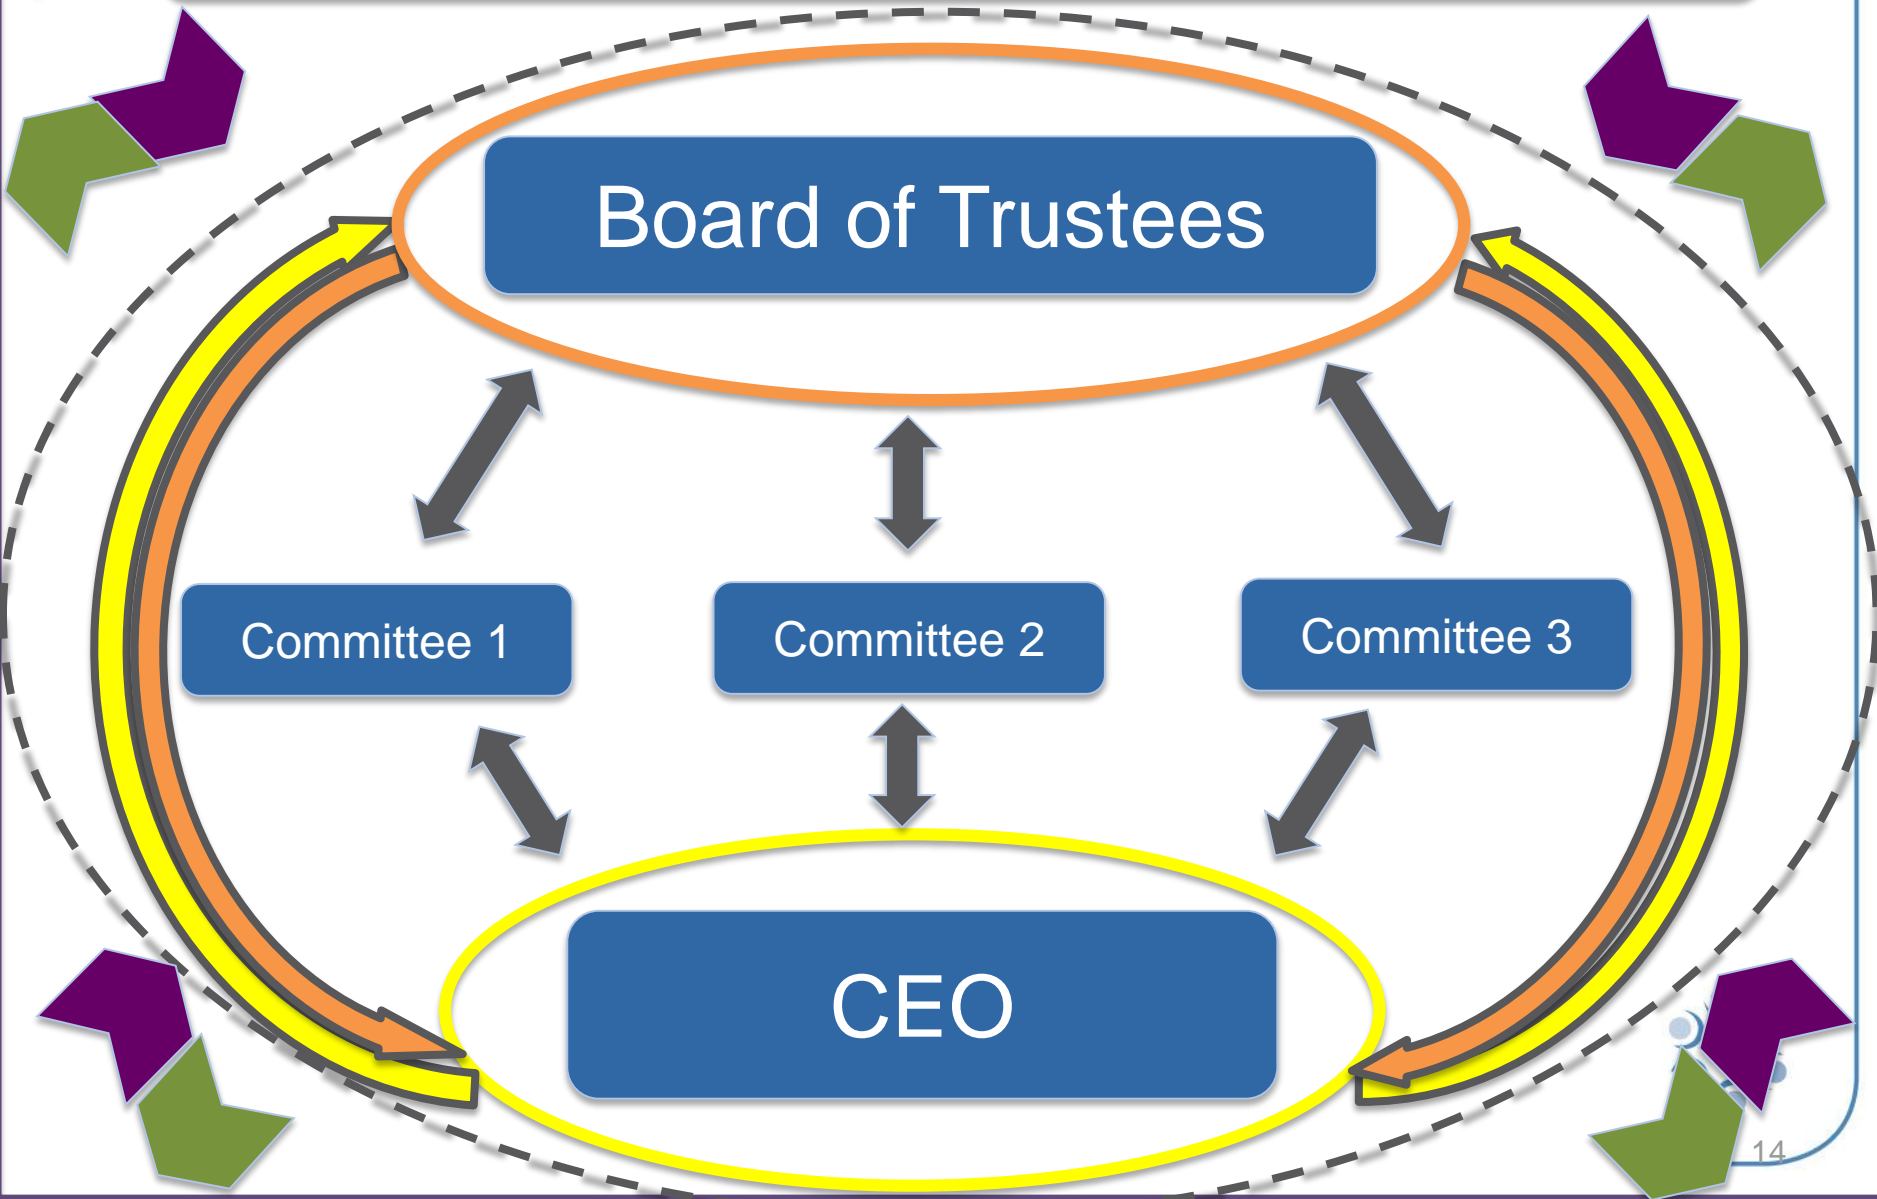 Board of Trustees
Committee 1
Committee 2
Committee 3
CEO
14